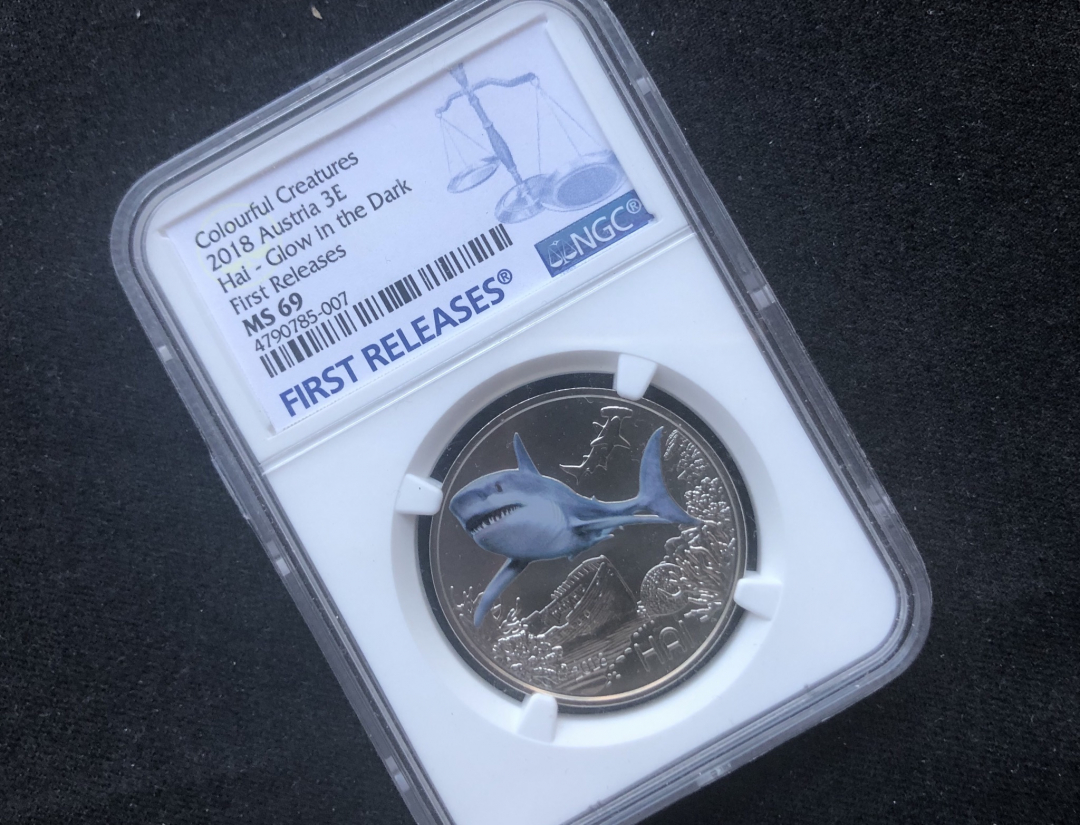 Colourful Creatures
2018 Austria 3E
Hai - Glow in the Dark
First Releases
MS 69
4790785-007
FIRST RELEASES®
NGC®
HAI